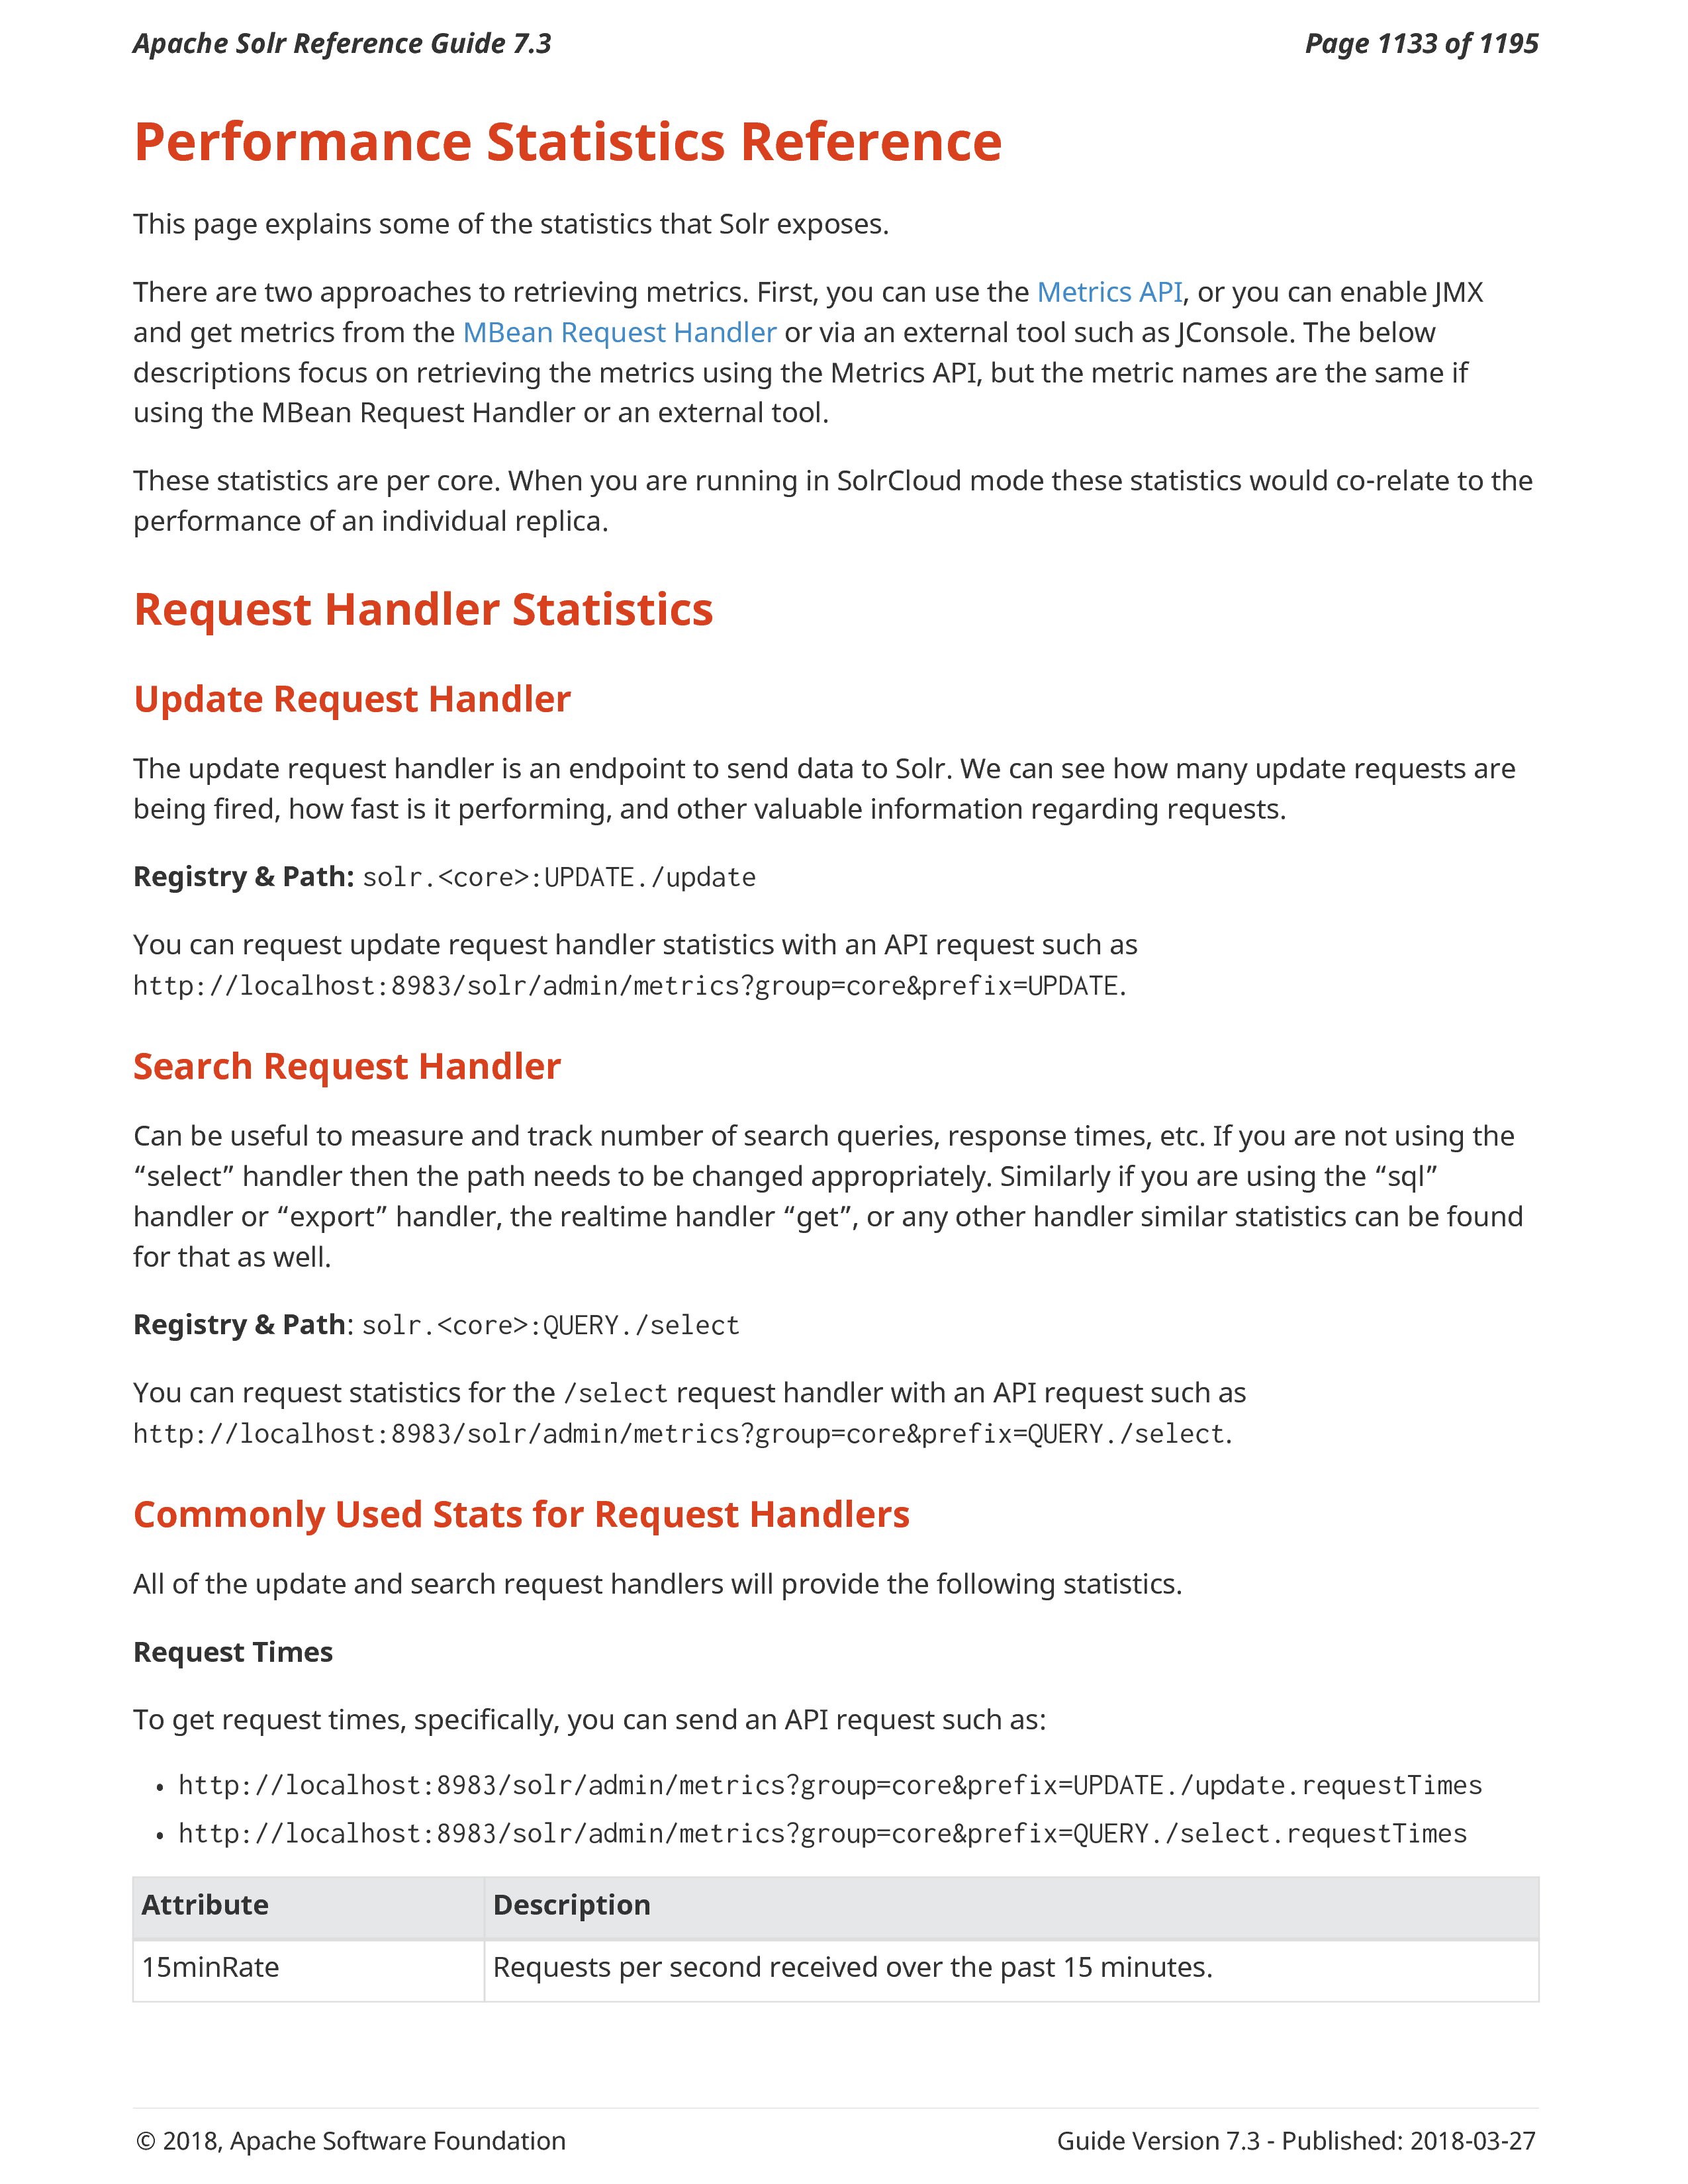 Apache Solr Reference Guide 7.3
Page 1133 of 1195
Performance Statistics Reference
This page explains some of the statistics that Solr exposes.
There are two approaches to retrieving metrics. First, you can use the Metrics API, or you can enable JMX
and get metrics from the MBean Request Handler or via an external tool such as JConsole. The below
descriptions focus on retrieving the metrics using the Metrics API, but the metric names are the same if
using the MBean Request Handler or an external tool.
These statistics are per core. When you are running in SolrCloud mode these statistics would co-relate to the
performance of an individual replica.
Request Handler Statistics
Update Request Handler
The update request handler is an endpoint to send data to Solr. We can see how many update requests are
being fired, how fast is it performing, and other valuable information regarding requests.
Registry & Path: solr.<core>:UPDATE./update
You can request update request handler statistics with an API request such as
http://localhost:8983/solr/admin/metrics?group=core&prefix=UPDATE.
Search Request Handler
Can be useful to measure and track number of search queries, response times, etc. If you are not using the
“select” handler then the path needs to be changed appropriately. Similarly if you are using the “sql”
handler or “export” handler, the realtime handler “get”, or any other handler similar statistics can be found
for that as well.
Registry & Path: solr.<core>:QUERY./select
You can request statistics for the /select request handler with an API request such as
http://localhost:8983/solr/admin/metrics?group=core&prefix=QUERY./select.
Commonly Used Stats for Request Handlers
All of the update and search request handlers will provide the following statistics.
Request Times
To get request times, specifically, you can send an API request such as:
• http://localhost:8983/solr/admin/metrics?group=core&prefix=UPDATE./update.requestTimes
• http://localhost:8983/solr/admin/metrics?group=core&prefix=QUERY./select.requestTimes
Attribute Description
15minRate Requests per second received over the past 15 minutes.
© 2018, Apache Software Foundation
Guide Version 7.3 - Published: 2018-03-27